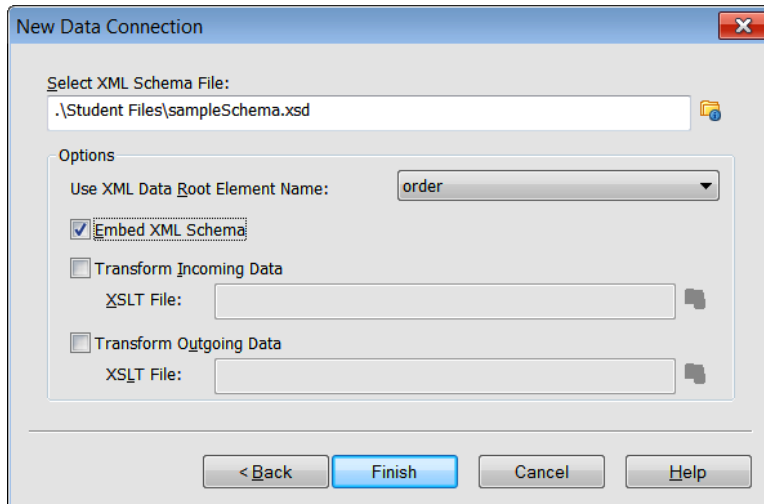 New Data Connection
Select XML Schema File:
.\Student Files\sampleSchema.xsd
Options
Use XML Data Root Element Name: order
Embed XML Schema
Transform Incoming Data
XSLT File:
Transform Outgoing Data
XSLT File:
< Back Finish Cancel Help